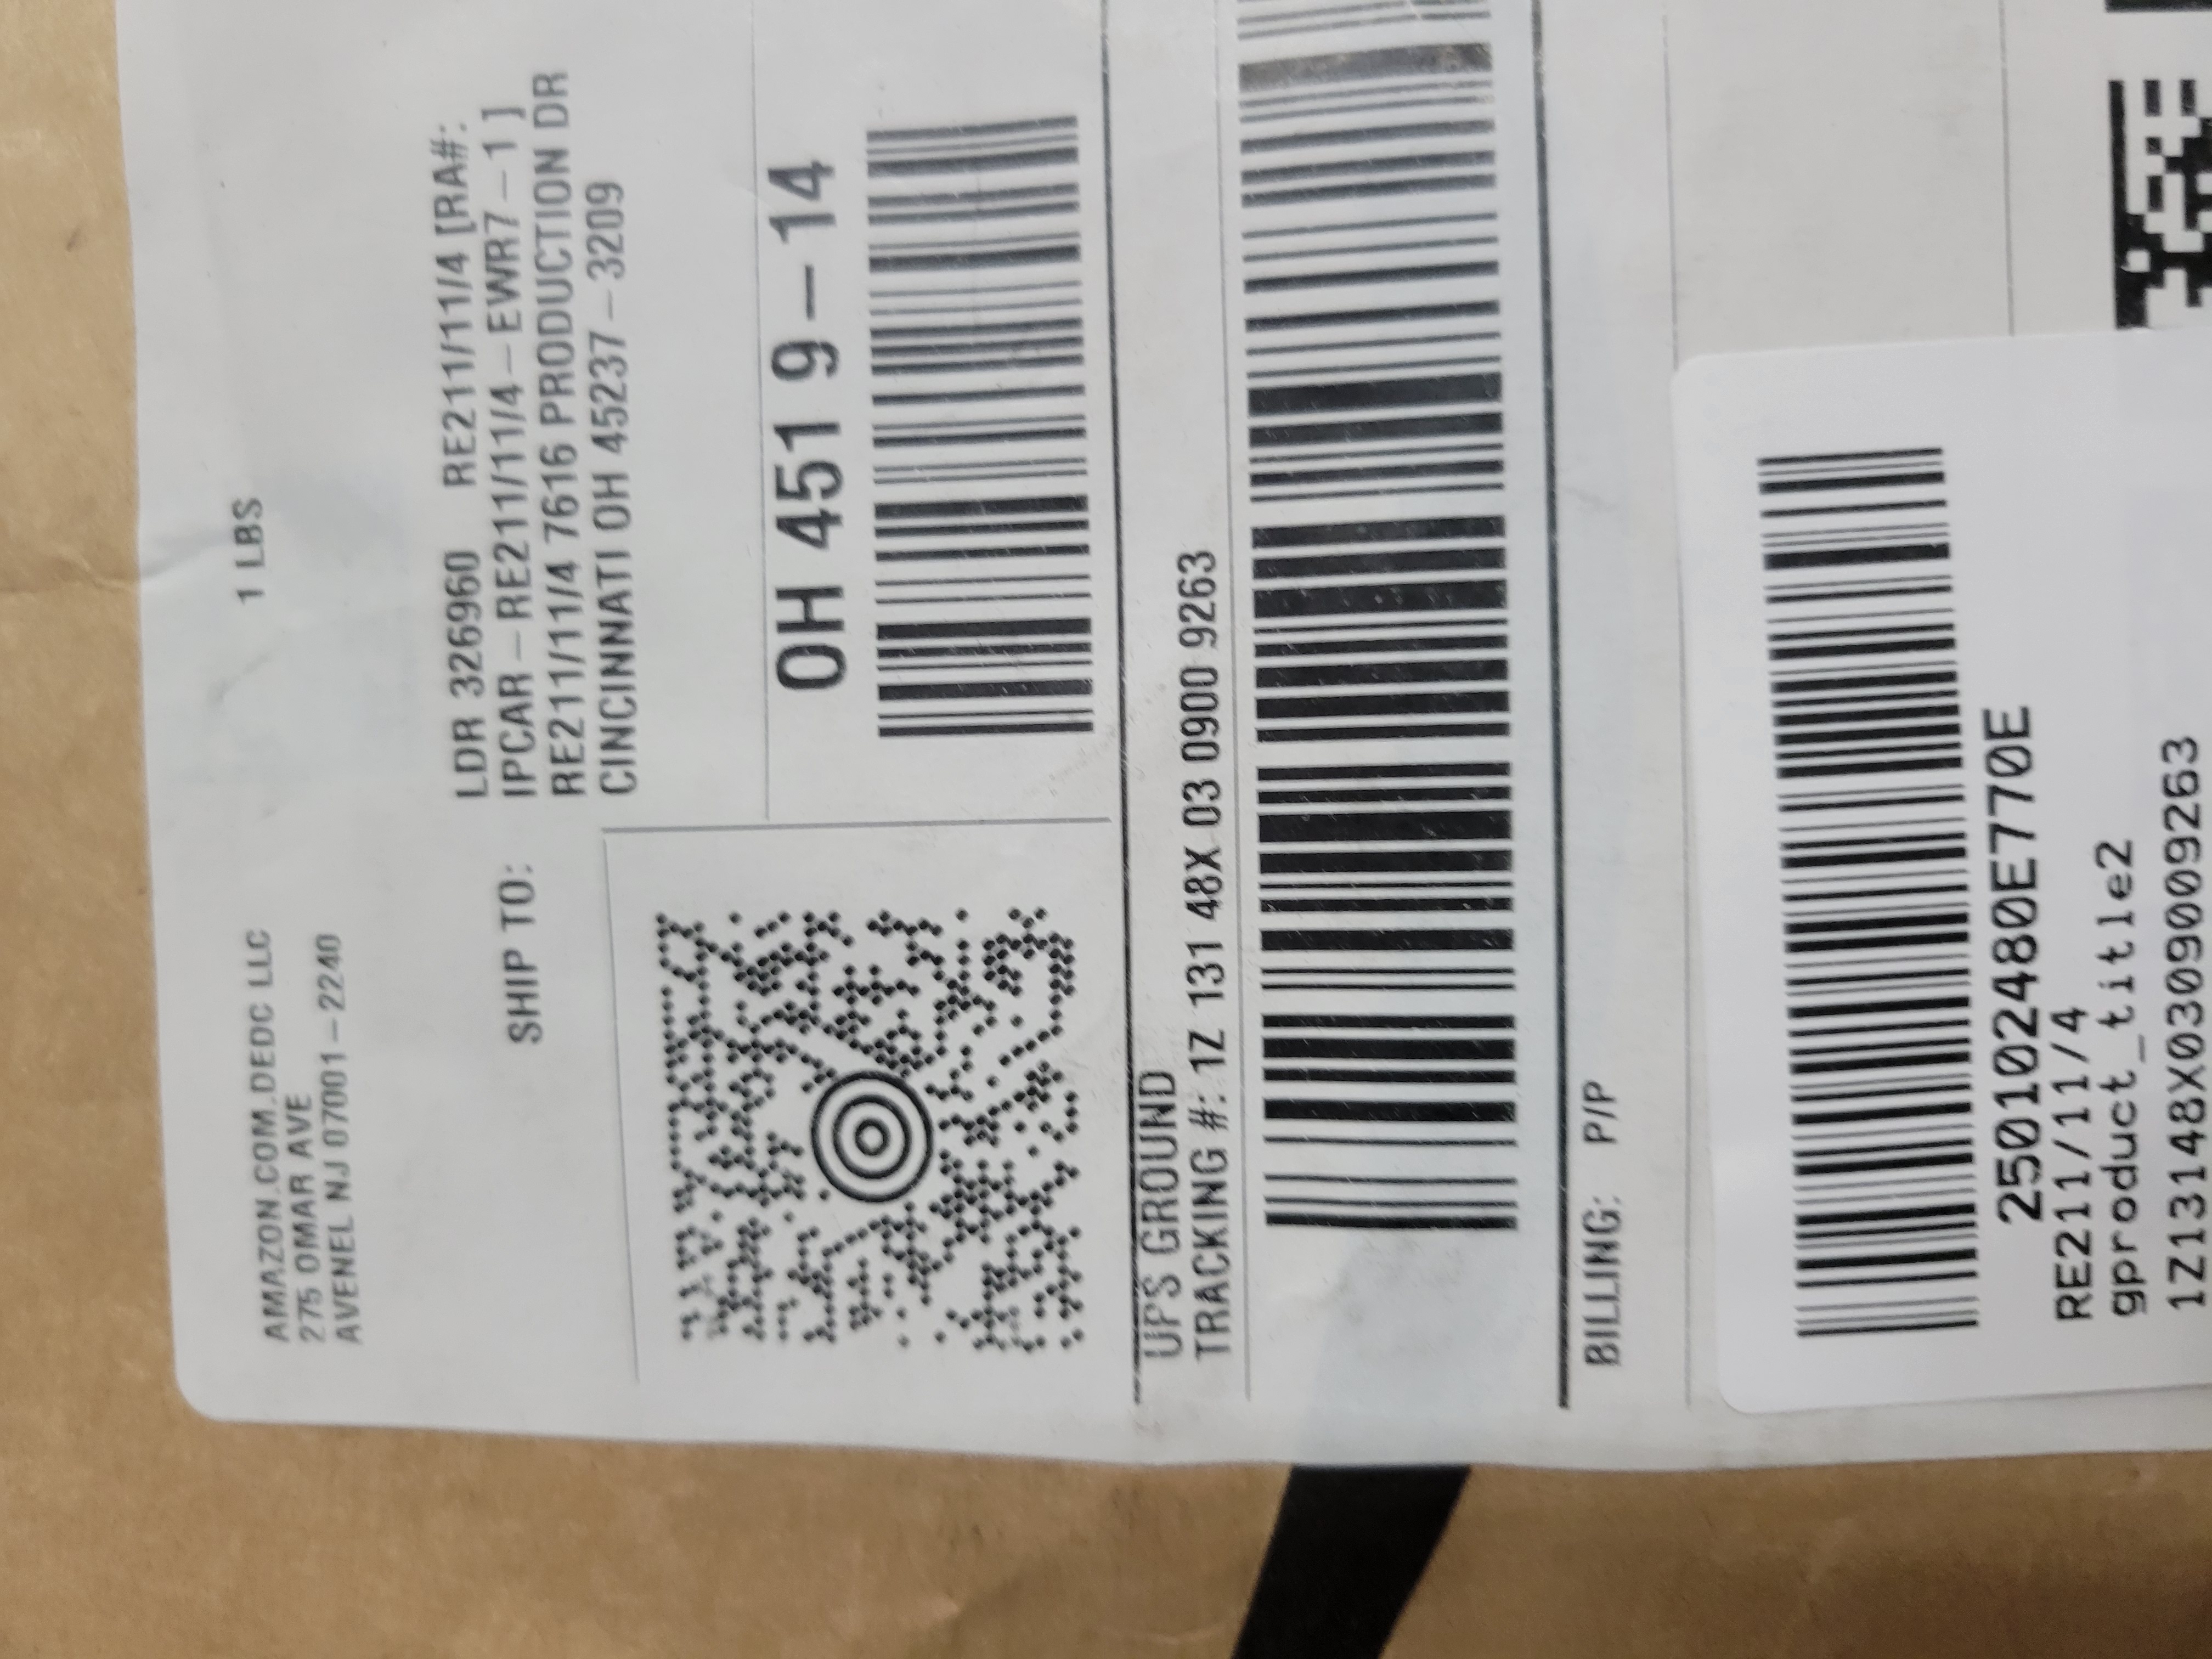 AMAZON.COM.DEDC LLC 1 LBS
275 OMAR AVE
AVENEL NJ 07001-2240
SHIP TO:
LDR 326960 RE211/11/4 [RA#:
IPCAR-RE211/11/4-EWR7-1 ]
RE211/11/4 7616 PRODUCTION DR
CINCINNATI OH 45237-3209
OH 451 9-14
UPS GROUND
TRACKING #: 1Z 131 48X 03 0900 9263
BILLING: P/P
250102480E770E
RE211/11/4
gproduct_title2
1Z13148X0309009263